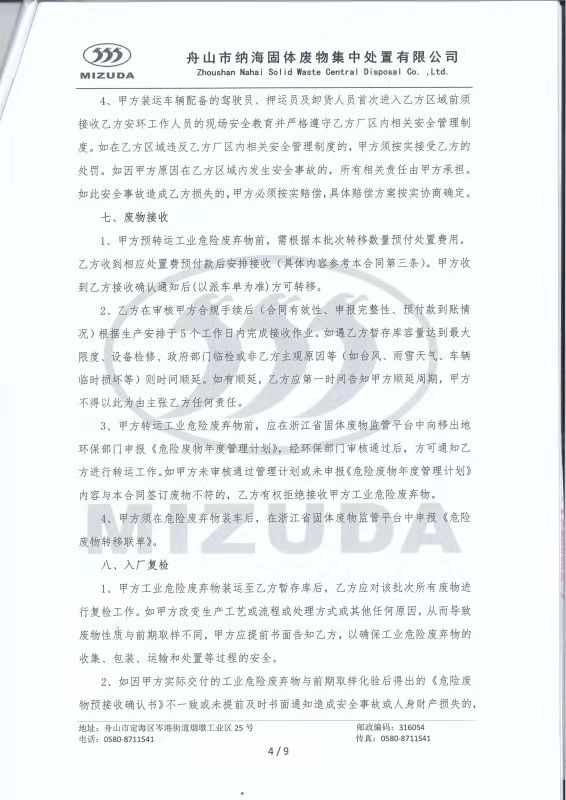 MIZUDA
舟山市纳海固体废物集中处置有限公司
Zhoushan Nahai Solid Waste Central Disposal Co. ,Ltd.
4、甲方装运车辆配备的驾驶员、押运员及卸货人员首次进入乙方区域前须
接收乙方安环工作人员的现场安全教育并严格遵守乙方厂区内相关安全管理制
度。如在乙方区域违反乙方厂区内相关安全管理制度的，甲方须按实接受乙方的
处罚。如因甲方原因在乙方区域内发生安全事故的，所有相关责任由甲方承担。
如此安全事故造成乙方损失的，甲方必须按实赔偿，具体赔偿方案按实协商确定。
七、废物接收
1、甲方预转运工业危险废弃物前，需根据本批次转移数量预付处置费用，
乙方收到相应处置费预付款后安排接收（具体内容参考本合同第三条）。甲方收
到乙方接收确认通知后（以派车单为准）方可转移。
2、乙方在审核甲方合规手续后（合同有效性、申报完整性、预付款到账情
况）根据生产安排于 5 个工作日内完成接收作业。如遇乙方暂存库容量达到最大
限度、设备检修、政府部门临检或非乙方主观原因等（如台风、雨雪天气、车辆
临时损坏等）则时间顺延。如有顺延，乙方应第一时间告知甲方顺延周期，甲方
不得以此为由主张乙方任何责任。
3、甲方转运工业危险废弃物前，应在浙江省固体废物监管平台中向移出地
环保部门申报《危险废物年度管理计划》，经环保部门审核通过后，方可通知乙
方进行转运工作。如甲方未审核通过管理计划或未申报《危险废物年度管理计划》
内容与本合同签订废物不符的，乙方有权拒绝接收甲方工业危险废弃物。
4、甲方须在危险废弃物装车后，在浙江省固体废物监管平台中申报《危险
废物转移联单》。
八、入厂复检
1、甲方工业危险废弃物装运至乙方暂存库后，乙方应对该批次所有废物进
行复检工作。如甲方改变生产工艺或流程或处理方式或其他任何原因，从而导致
废物性质与前期取样不同，甲方应提前书面告知乙方，以确保工业危险废弃物的
收集、包装、运输和处置等过程的安全。
2、如因甲方实际交付的工业危险废弃物与前期取样化验后得出的《危险废
物预接收确认书》不一致或未提前及时书面通知造成安全事故或人身财产损失的，
MIZUDA
地址：舟山市定海区岑港街道烟墩工业区 25 号
邮政编码：316054
电话：0580-8711541
传真：0580-8711541
4 / 9